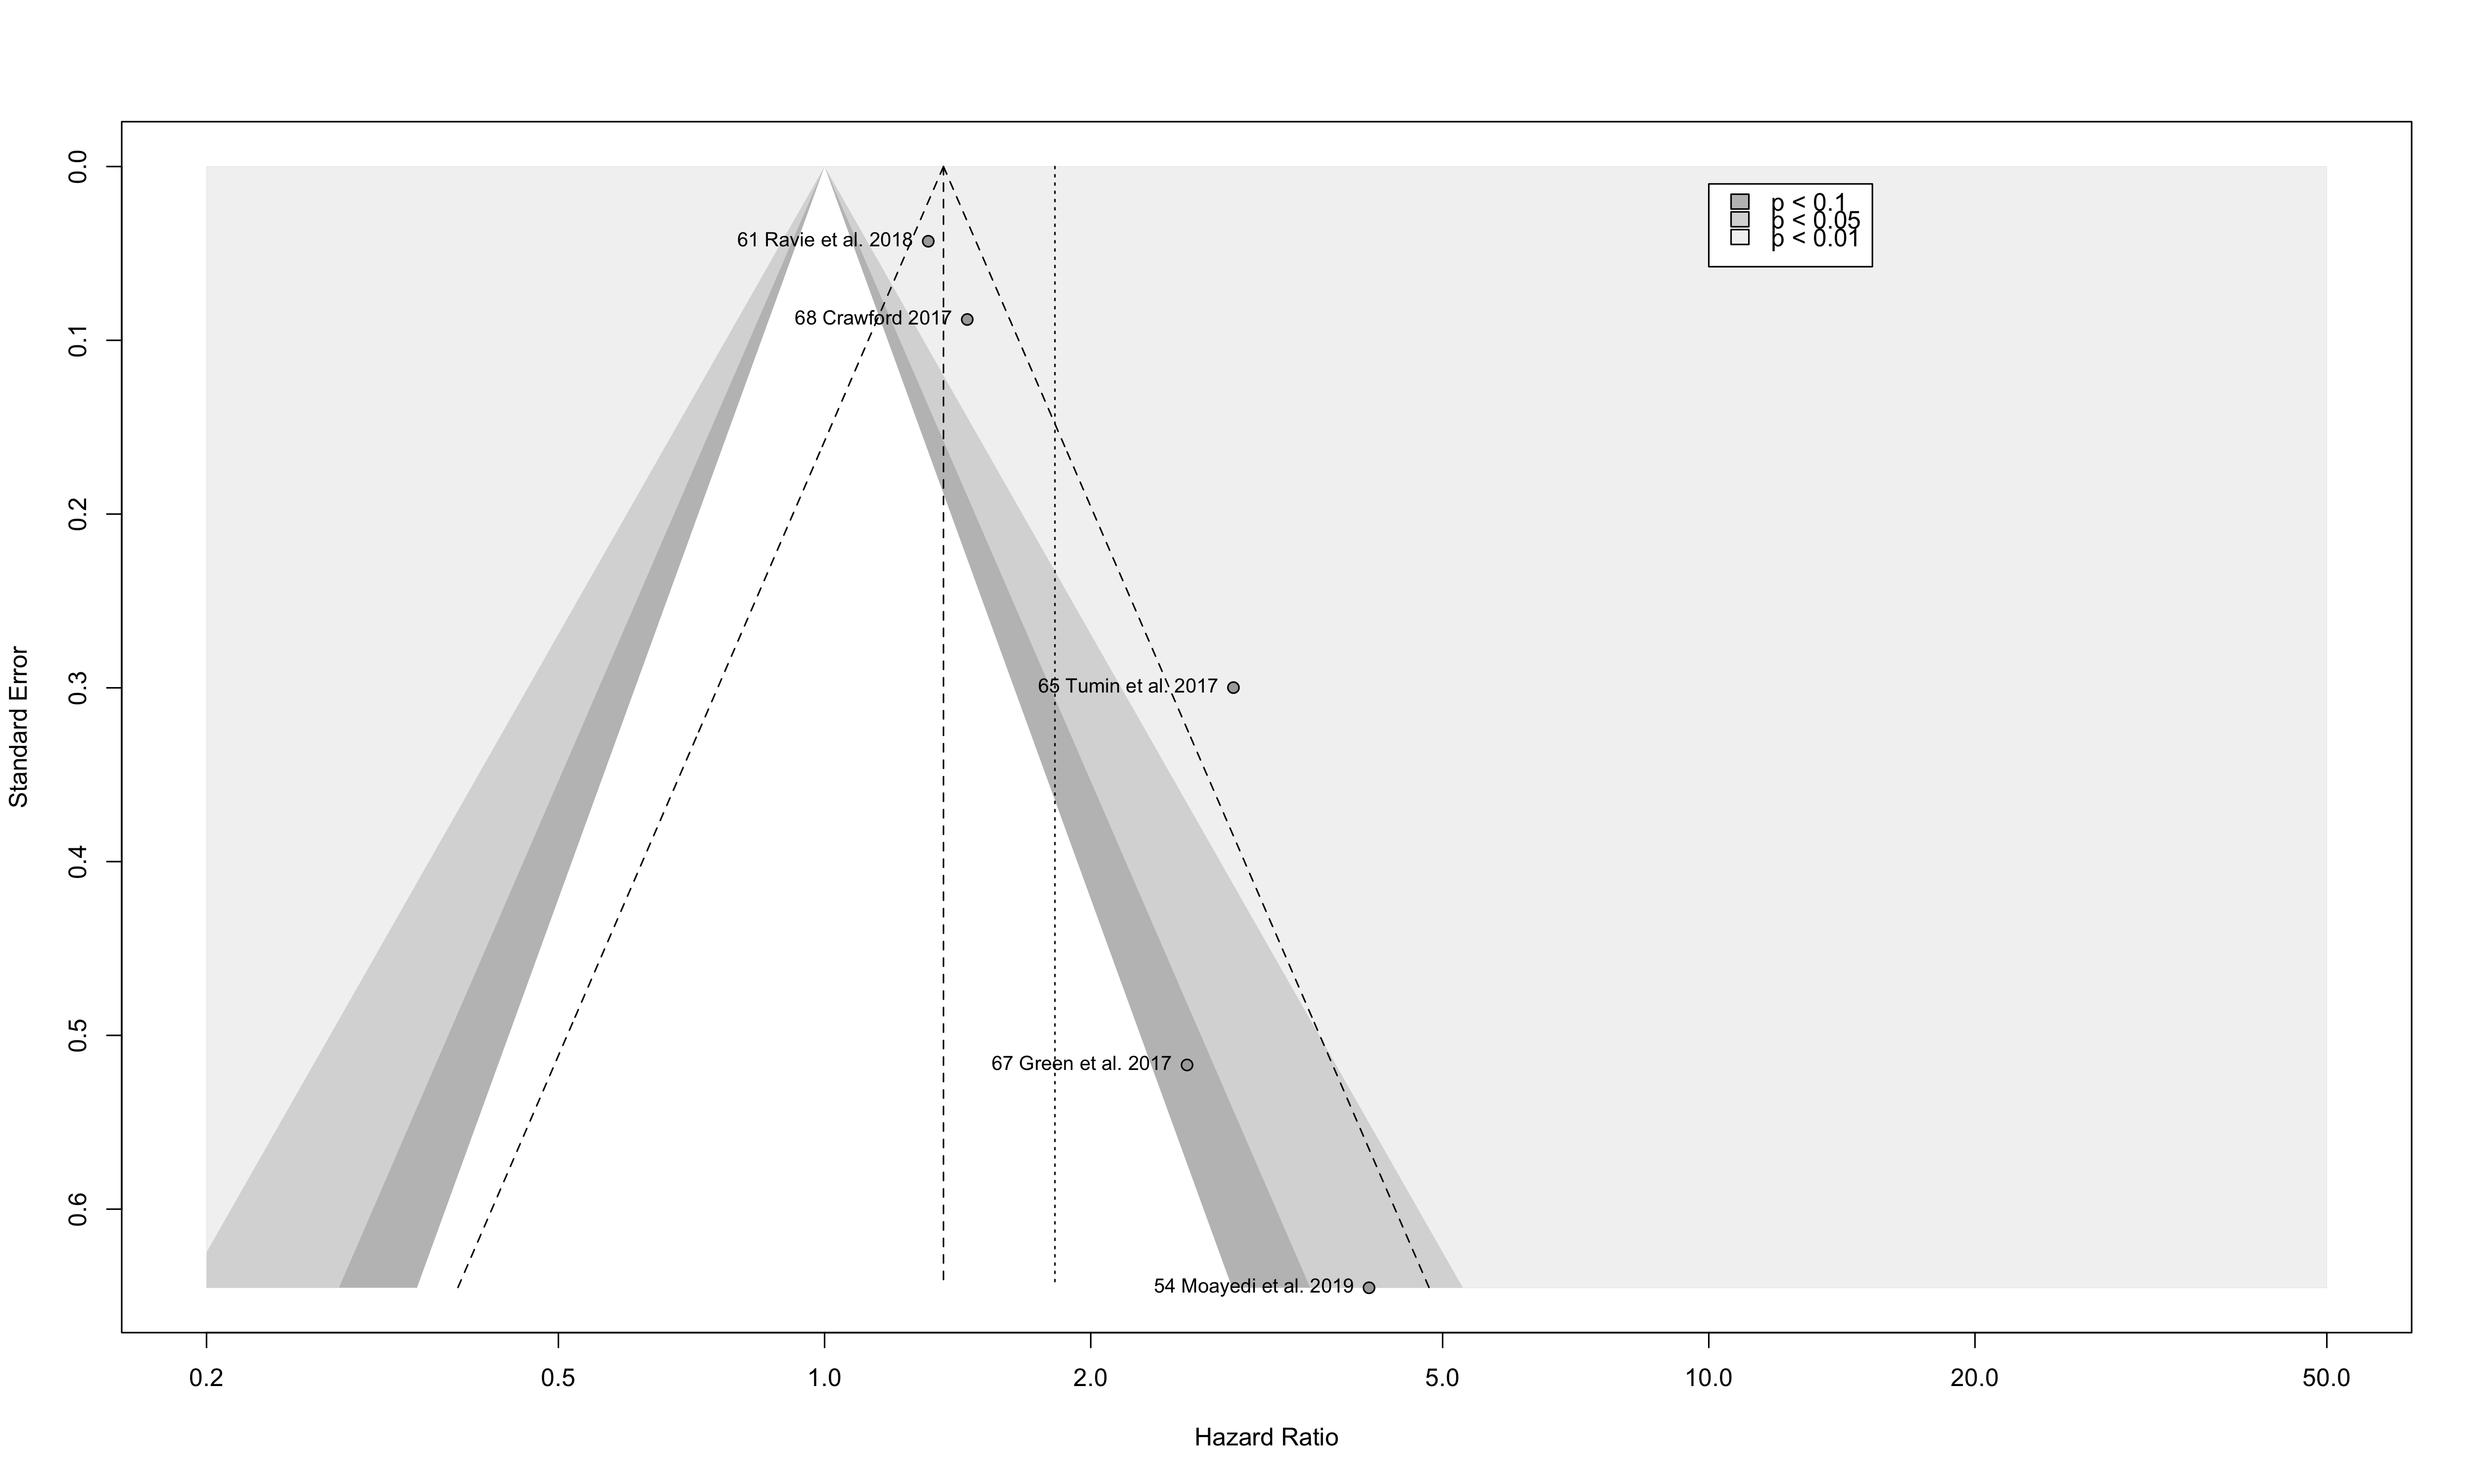 0.0
0.1
0.2
0.3
0.4
0.5
0.6
Standard Error
61 Ravie et al. 2018
68 Crawford 2017
65 Tumin et al. 2017
67 Green et al. 2017
54 Moayedi et al. 2019
p < 0.1
p < 0.05
p < 0.01
0.2 0.5 1.0 2.0 5.0 10.0 20.0 50.0
Hazard Ratio